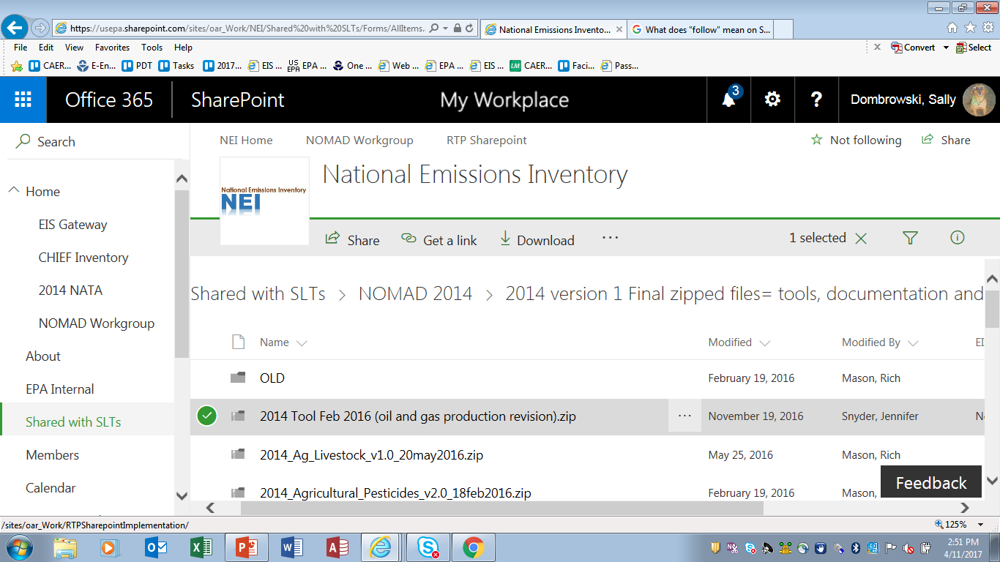 https://usepa.sharepoint.com/sites/oar_Work/NEI/Shared%20with%20SLTs/Forms/AllItems.
National Emissions Invento...
What does "follow" mean on S...
File Edit View Favorites Tools Help
Convert Select
CAER... E-En... PDT Tasks 2017... EIS ... US EPA EPA ... One ... Web ... EPA ... EIS ... LM CAER... Faci... Pass...
Office 365 SharePoint My Workplace 3 ? Dombrowski, Sally
Search
NEI Home NOMAD Workgroup RTP Sharepoint Not following Share
National Emissions Inventory
National Emissions Inventory
NEI
Home
EIS Gateway
CHIEF Inventory
2014 NATA
NOMAD Workgroup
About
EPA Internal
Shared with SLTs
Members
Calendar
Share Get a link Download ... 1 selected
Shared with SLTs > NOMAD 2014 > 2014 version 1 Final zipped files= tools, documentation and
Name Modified Modified By
OLD February 19, 2016 Mason, Rich
2014 Tool Feb 2016 (oil and gas production revision).zip ... November 19, 2016 Snyder, Jennifer
2014_Ag_Livestock_v1.0_20may2016.zip May 25, 2016 Mason, Rich
2014_Agricultural_Pesticides_v2.0_18feb2016.zip February 19, 2016 Mason,
Feedback
/sites/oar_Work/RTPSharepointImplementation/
125%
2:51 PM
4/11/2017